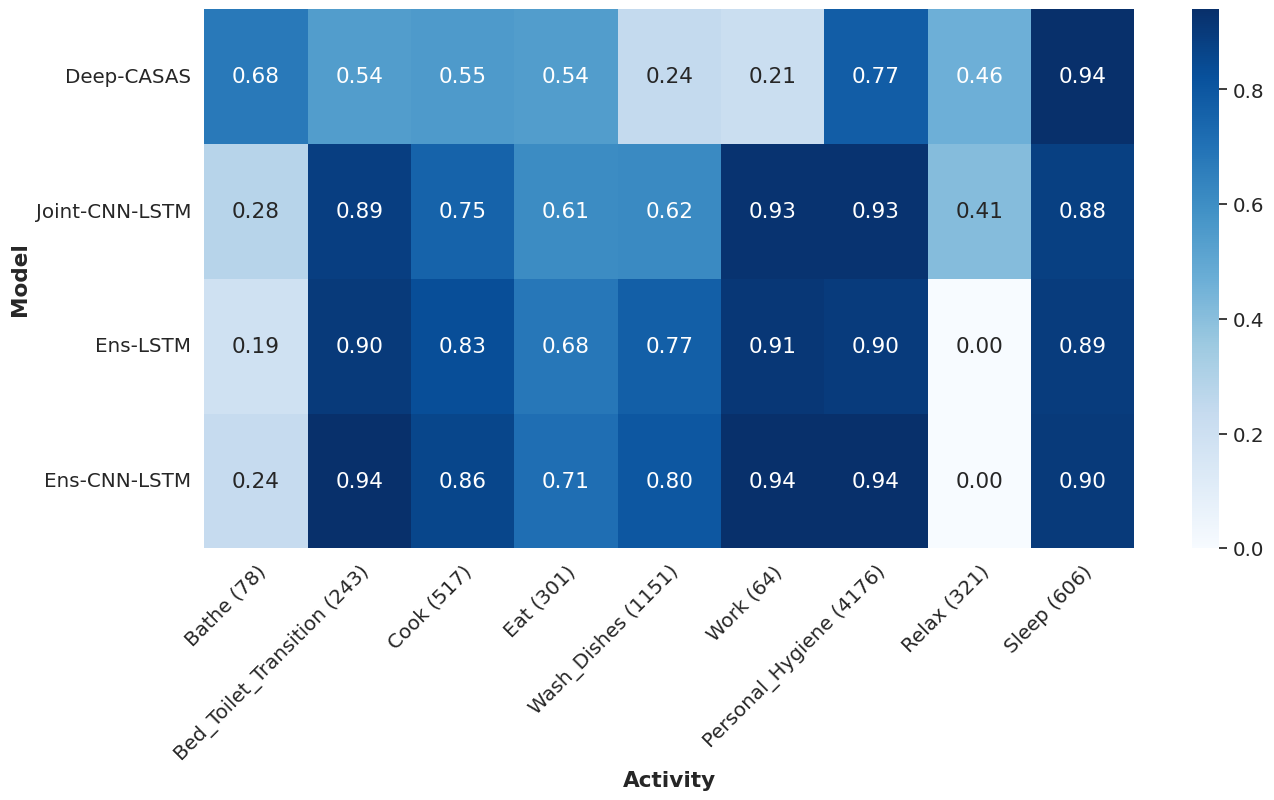 Model
Deep-CASAS 0.68 0.54 0.55 0.54 0.24 0.21 0.77 0.46 0.94
Joint-CNN-LSTM 0.28 0.89 0.75 0.61 0.62 0.93 0.93 0.41 0.88
Ens-LSTM 0.19 0.90 0.83 0.68 0.77 0.91 0.90 0.00 0.89
Ens-CNN-LSTM 0.24 0.94 0.86 0.71 0.80 0.94 0.94 0.00 0.90
Bathe (78)
Bed_Toilet_Transition (243)
Cook (517)
Eat (301)
Wash_Dishes (1151)
Work (64)
Personal_Hygiene (4176)
Relax (321)
Sleep (606)
Activity
0.8
0.6
0.4
0.2
0.0